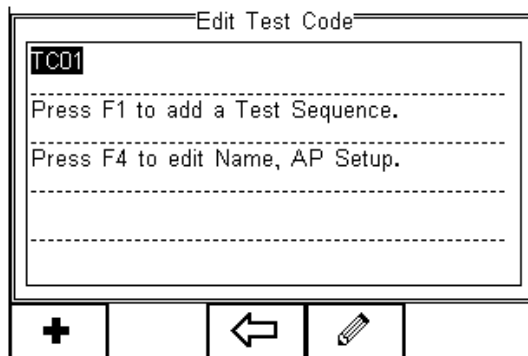 Edit Test Code
TC01
Press F1 to add a Test Sequence.
Press F4 to edit Name, AP Setup.